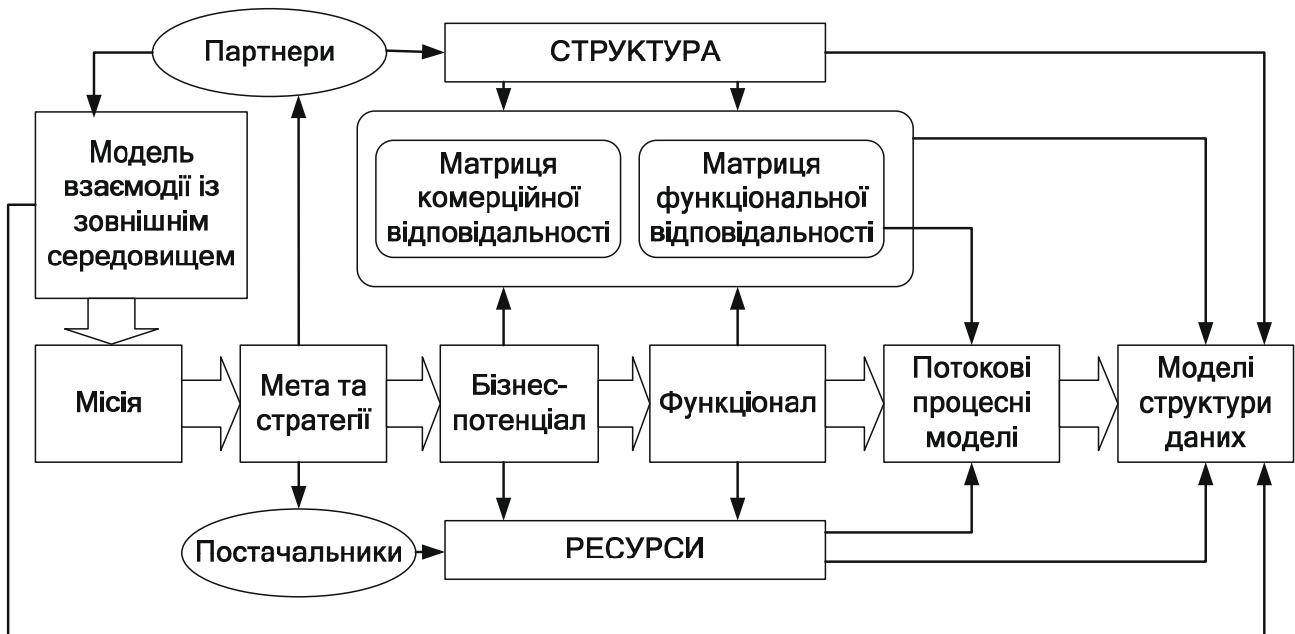 Партнери
СТРУКТУРА
Модель
взаємодії із
зовнішнім
середовищем
Матриця
комерційної
відповідальності
Матриця
функціональної
відповідальності
Місія
Мета та
стратегії
Бізнес-
потенціал
Функціонал
Потокові
процесні
моделі
Моделі
структури
даних
Постачальники
РЕСУРСИ